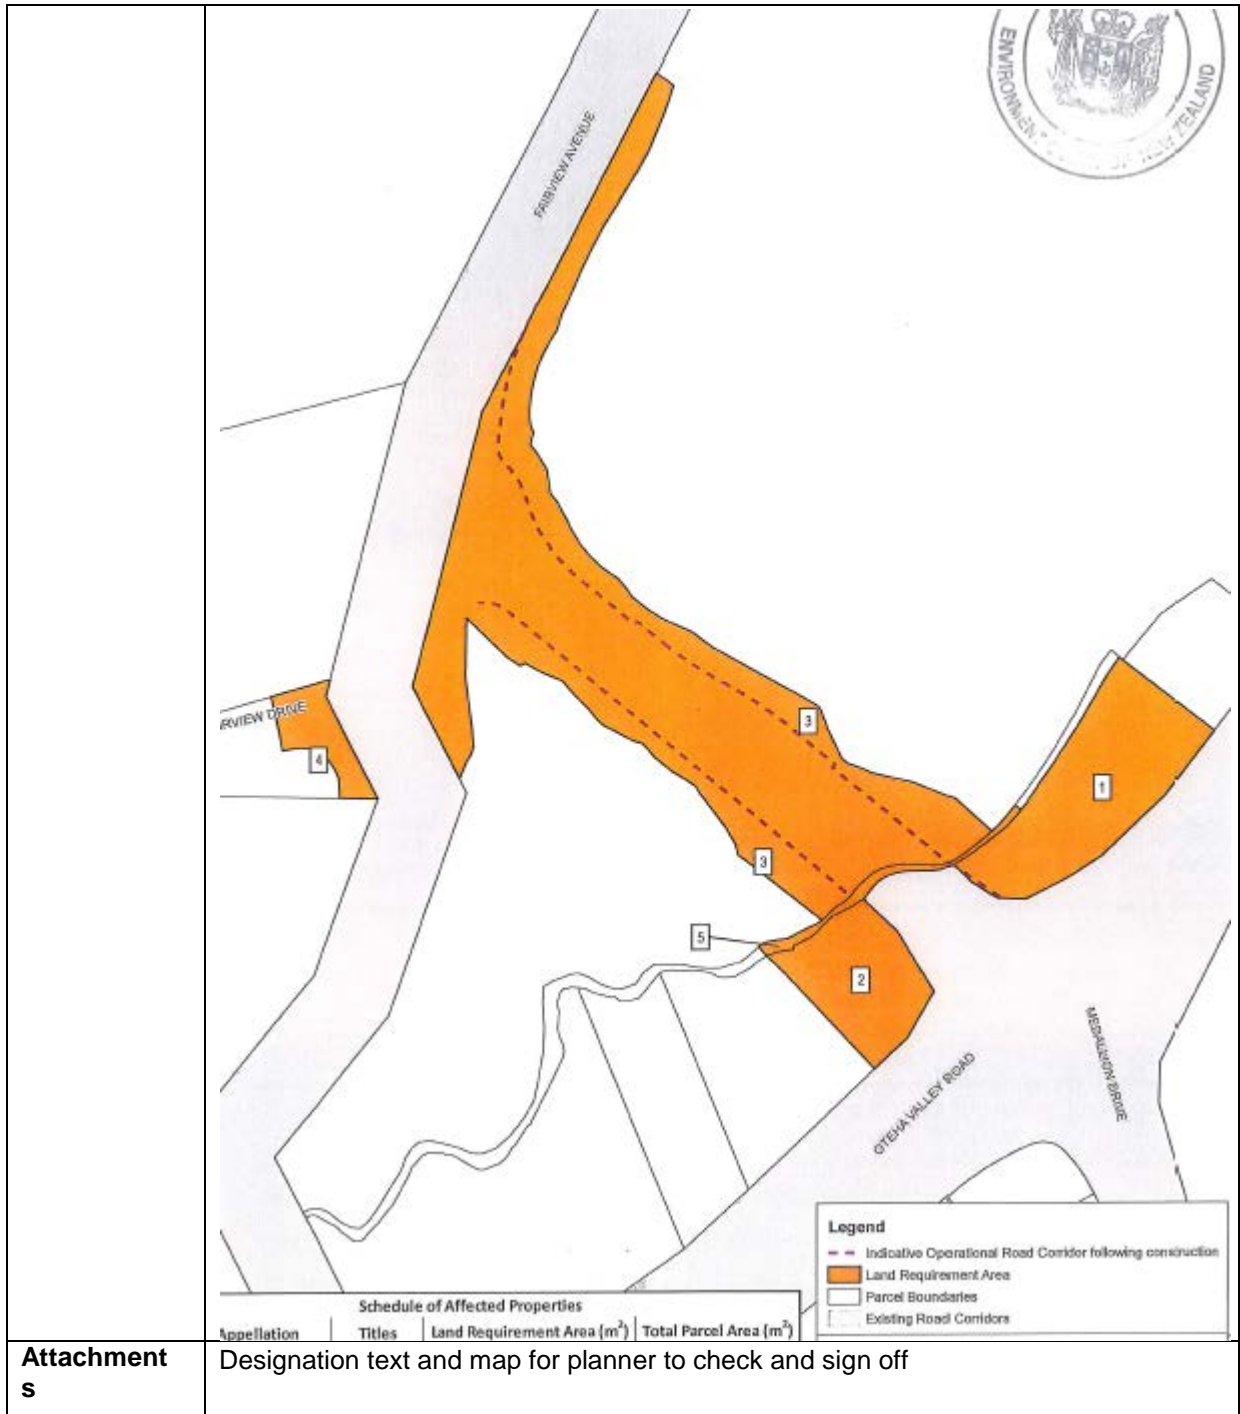 ENVIRONMENT OF NEW ZEALAND
FAIRVIEW AVENUE
RVIEW DRIVE
3
4
1
3
5
2
MEDALLION DRIVE
OTEHA VALLEY ROAD
Legend
Indicative Operational Road Corridor following construction
Land Requirement Area
Parcel Boundaries
Existing Road Corridors
Schedule of Affected Properties
Appellation Titles Land Requirement Area (m²) Total Parcel Area (m²)
Attachment
s
Designation text and map for planner to check and sign off